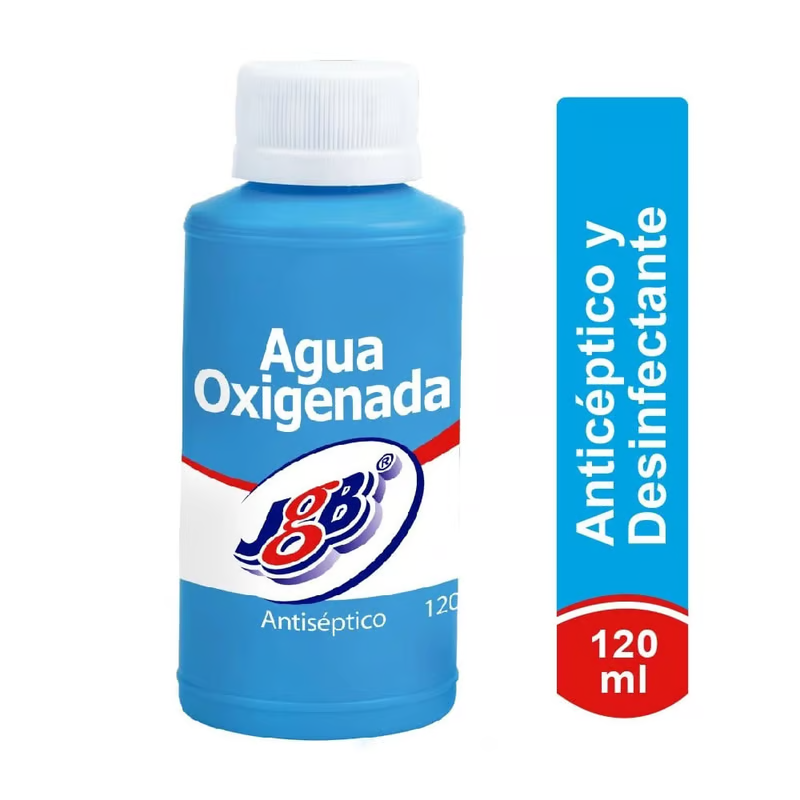 Agua
Oxigenada
JGB®
Antiséptico 120
Anticéptico y
Desinfectante
120
ml